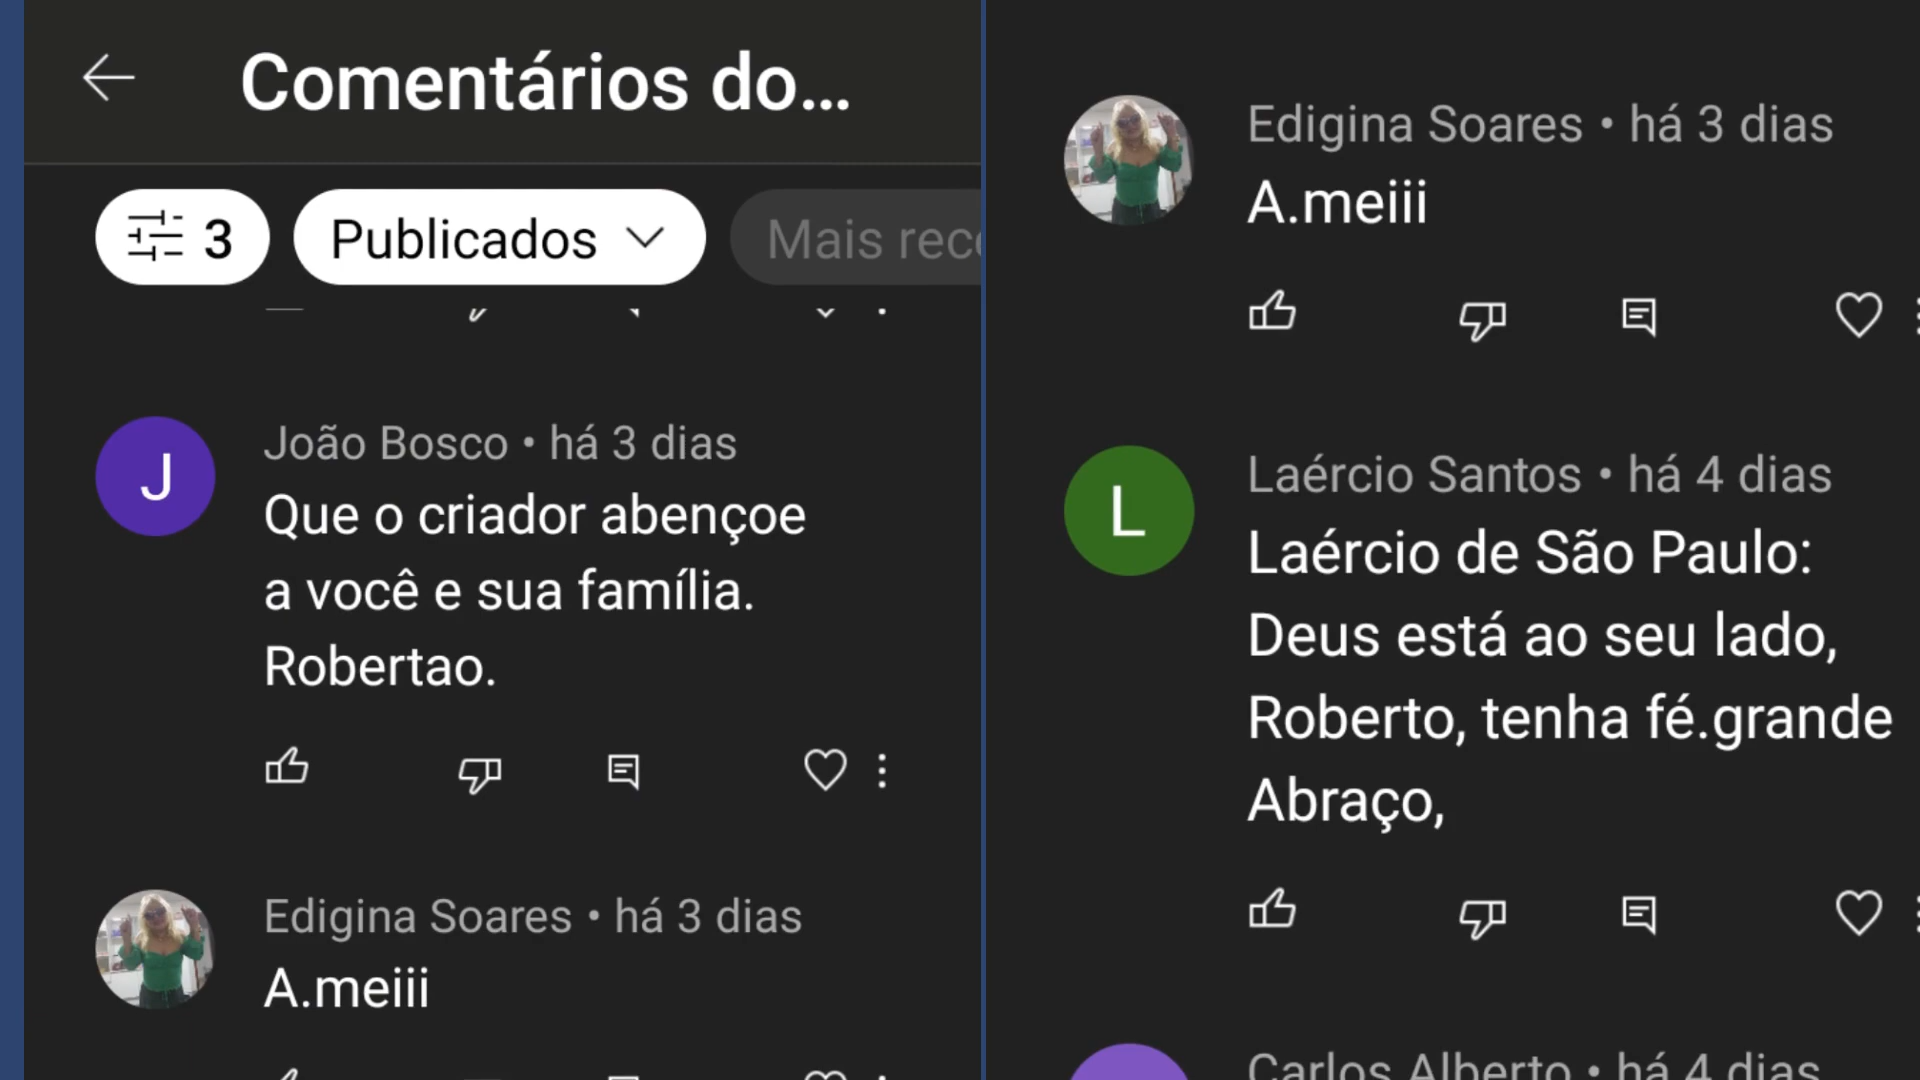 Comentários do...
3 Publicados Mais rec
J
João Bosco • há 3 dias
Que o criador abençoe
a você e sua família.
Robertao.
Edigina Soares • há 3 dias
A.meiii
Edigina Soares • há 3 dias
A.meiii
L
Laércio Santos • há 4 dias
Laércio de São Paulo:
Deus está ao seu lado,
Roberto, tenha fé.grande
Abraço,
Carlos Alberto • há 4 dias